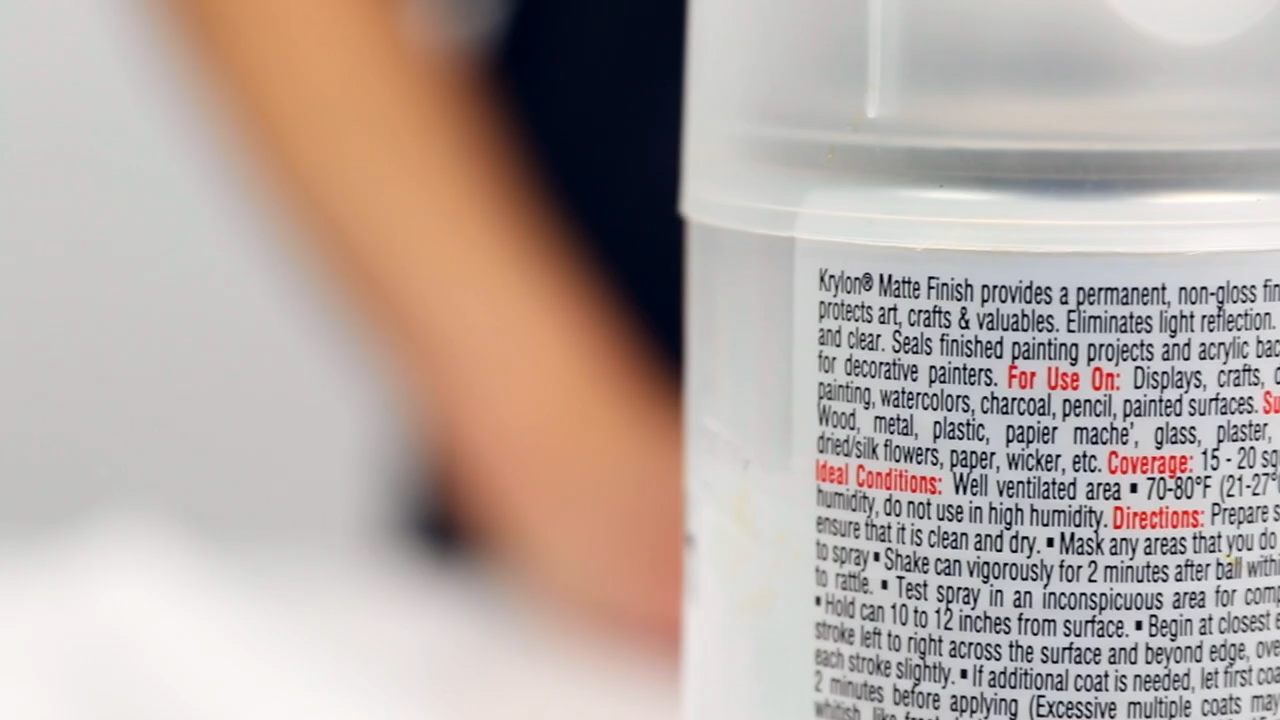 Krylon® Matte Finish provides a permanent, non-gloss
protects art, crafts & valuables. Eliminates light reflection.
and clear. Seals finished painting projects and acrylic
for decorative painters. For Use On: Displays, crafts,
painting, watercolors, charcoal, pencil, painted surfaces.
Wood, metal, plastic, papier mache', glass, plaster,
dried/silk flowers, paper, wicker, etc. Coverage: 15 - 20
Ideal Conditions: Well ventilated area ▪ 70-80°F (21-27°
humidity, do not use in high humidity. Directions: Prepare
ensure that it is clean and dry. ▪ Mask any areas that you do
to spray ▪ Shake can vigorously for 2 minutes after ball
to rattle. ▪ Test spray in an inconspicuous area for
▪ Hold can 10 to 12 inches from surface. ▪ Begin at closest
stroke left to right across the surface and beyond edge,
each stroke slightly. ▪ If additional coat is needed, let first
2 minutes before applying (Excessive multiple coats may
whitish, like